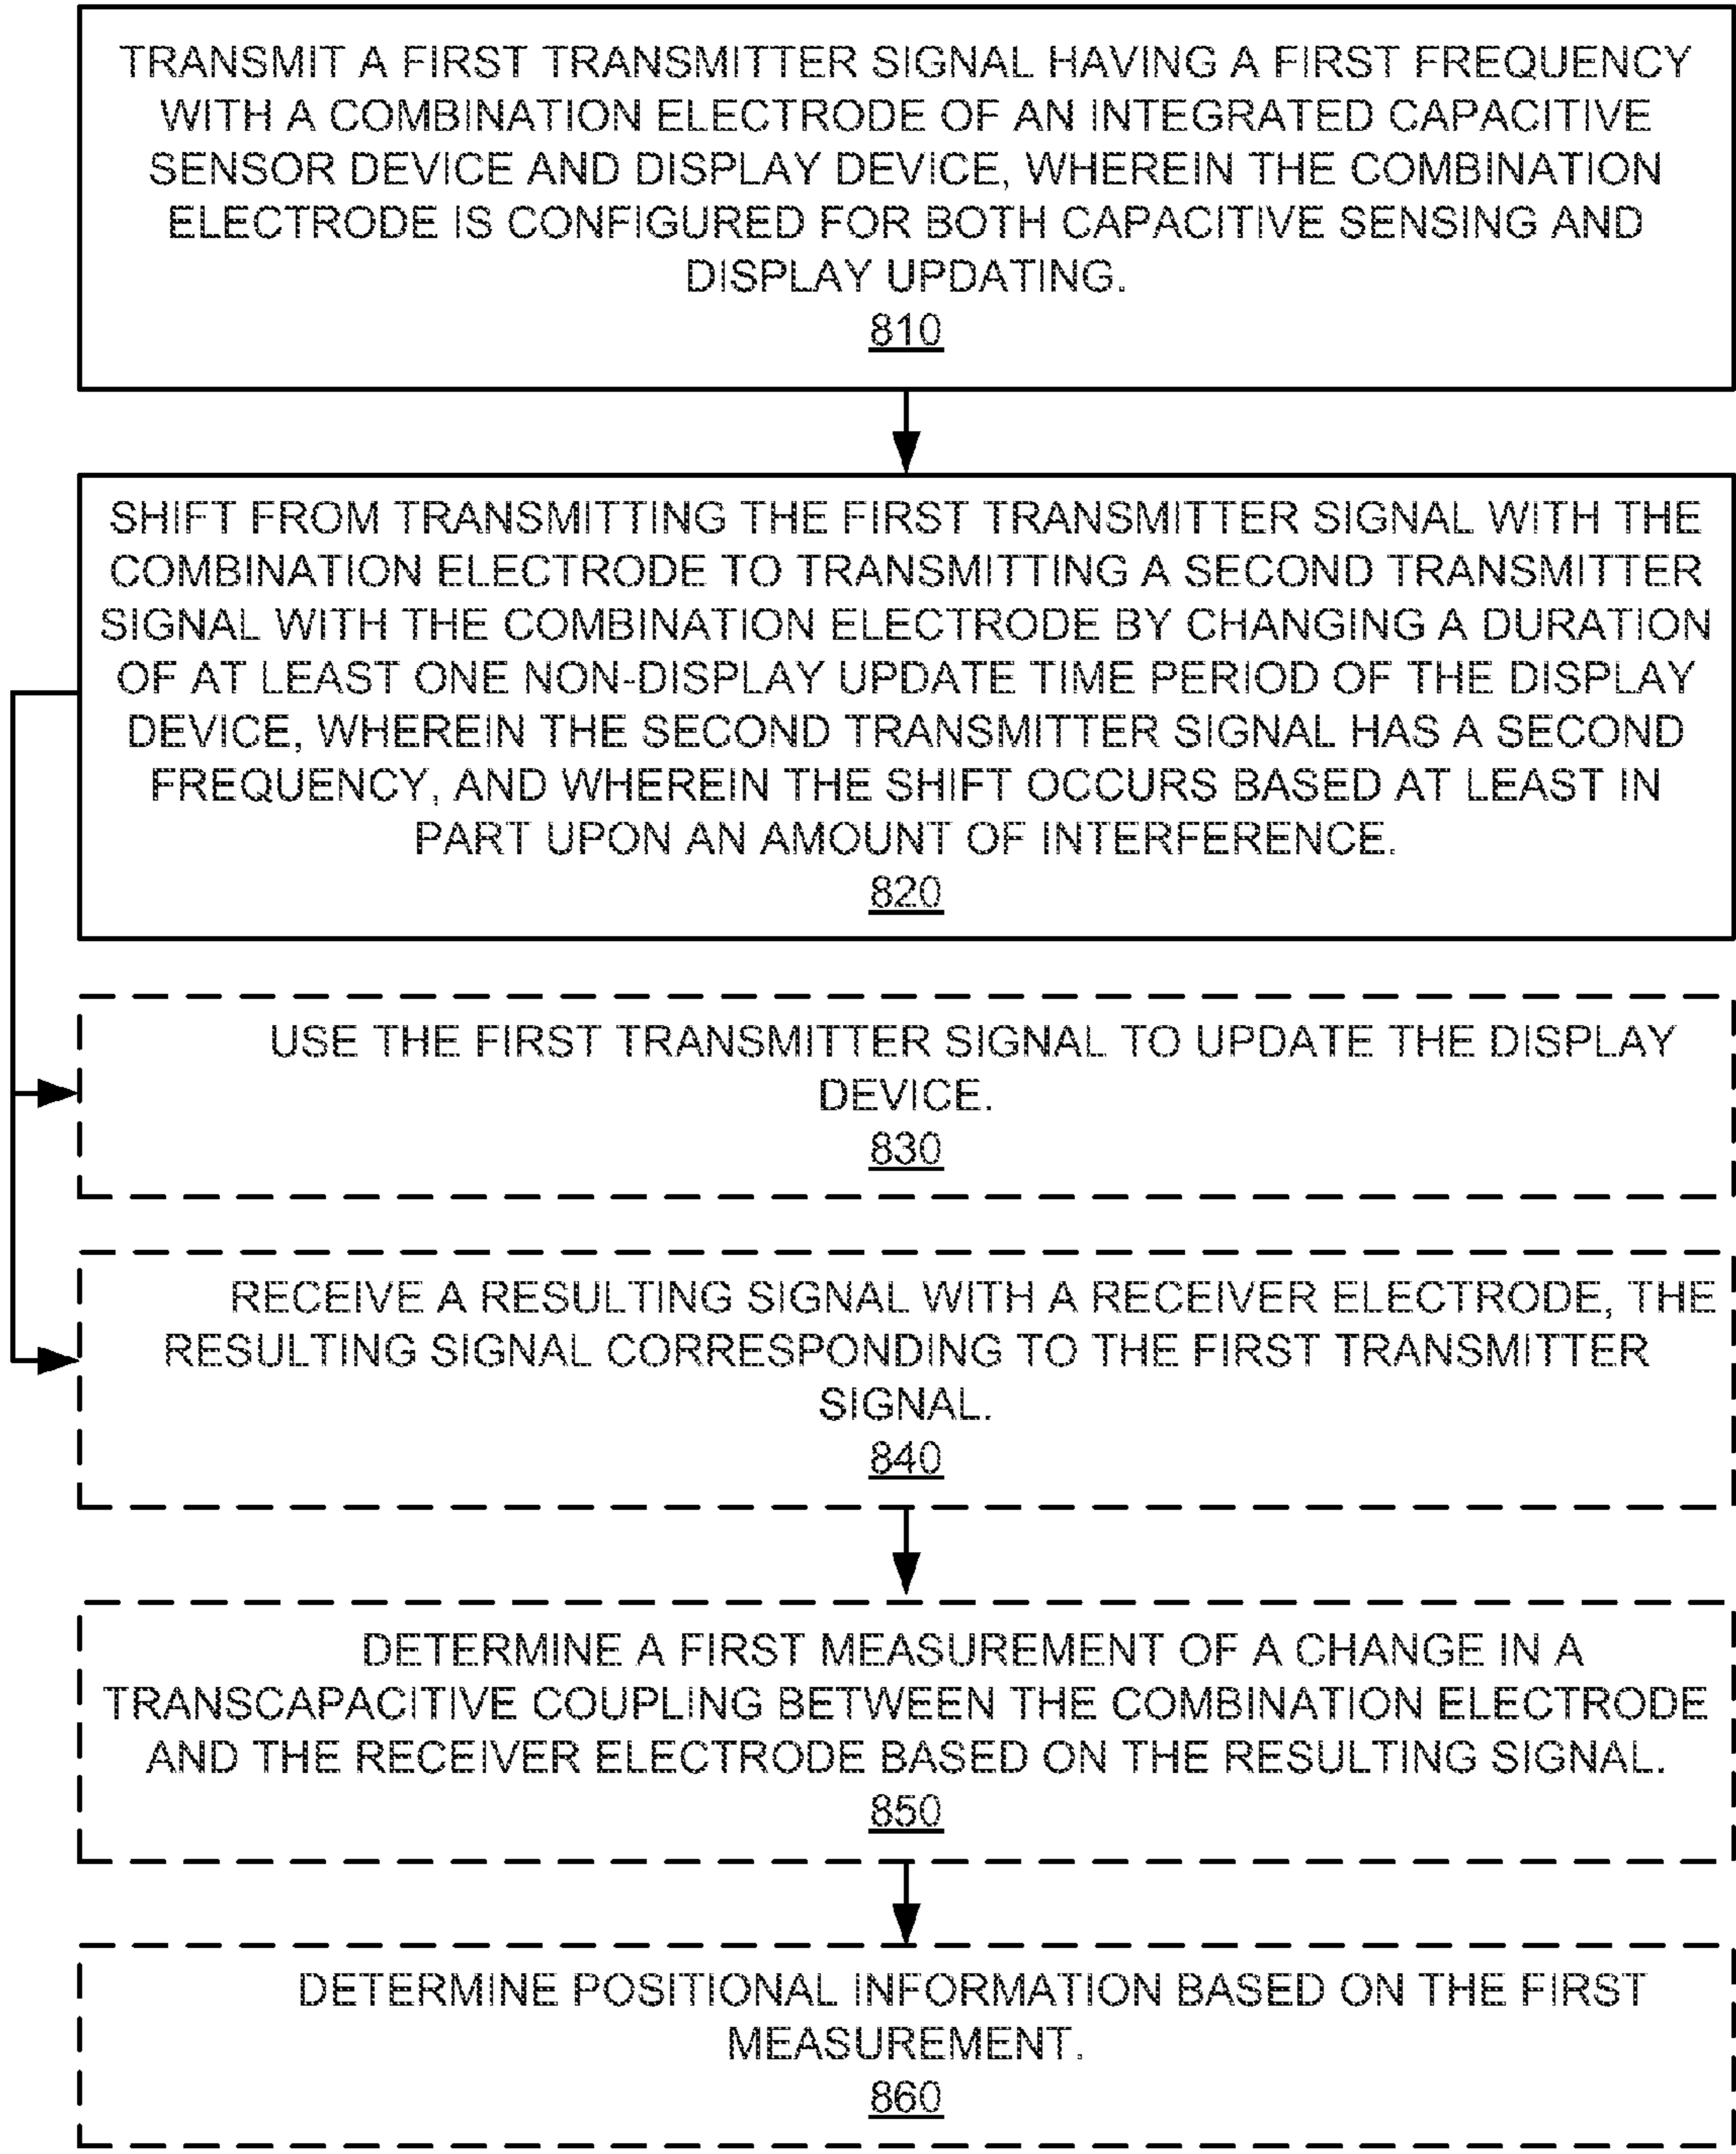 TRANSMIT A FIRST TRANSMITTER SIGNAL HAVING A FIRST FREQUENCY
WITH A COMBINATION ELECTRODE OF AN INTEGRATED CAPACITIVE
SENSOR DEVICE AND DISPLAY DEVICE, WHEREIN THE COMBINATION
ELECTRODE IS CONFIGURED FOR BOTH CAPACITIVE SENSING AND
DISPLAY UPDATING.
810
SHIFT FROM TRANSMITTING THE FIRST TRANSMITTER SIGNAL WITH THE
COMBINATION ELECTRODE TO TRANSMITTING A SECOND TRANSMITTER
SIGNAL WITH THE COMBINATION ELECTRODE BY CHANGING A DURATION
OF AT LEAST ONE NON-DISPLAY UPDATE TIME PERIOD OF THE DISPLAY
DEVICE, WHEREIN THE SECOND TRANSMITTER SIGNAL HAS A SECOND
FREQUENCY, AND WHEREIN THE SHIFT OCCURS BASED AT LEAST IN
PART UPON AN AMOUNT OF INTERFERENCE.
820
USE THE FIRST TRANSMITTER SIGNAL TO UPDATE THE DISPLAY
DEVICE.
830
RECEIVE A RESULTING SIGNAL WITH A RECEIVER ELECTRODE, THE
RESULTING SIGNAL CORRESPONDING TO THE FIRST TRANSMITTER
SIGNAL.
840
DETERMINE A FIRST MEASUREMENT OF A CHANGE IN A
TRANSCAPACITIVE COUPLING BETWEEN THE COMBINATION ELECTRODE
AND THE RECEIVER ELECTRODE BASED ON THE RESULTING SIGNAL.
850
DETERMINE POSITIONAL INFORMATION BASED ON THE FIRST
MEASUREMENT.
860